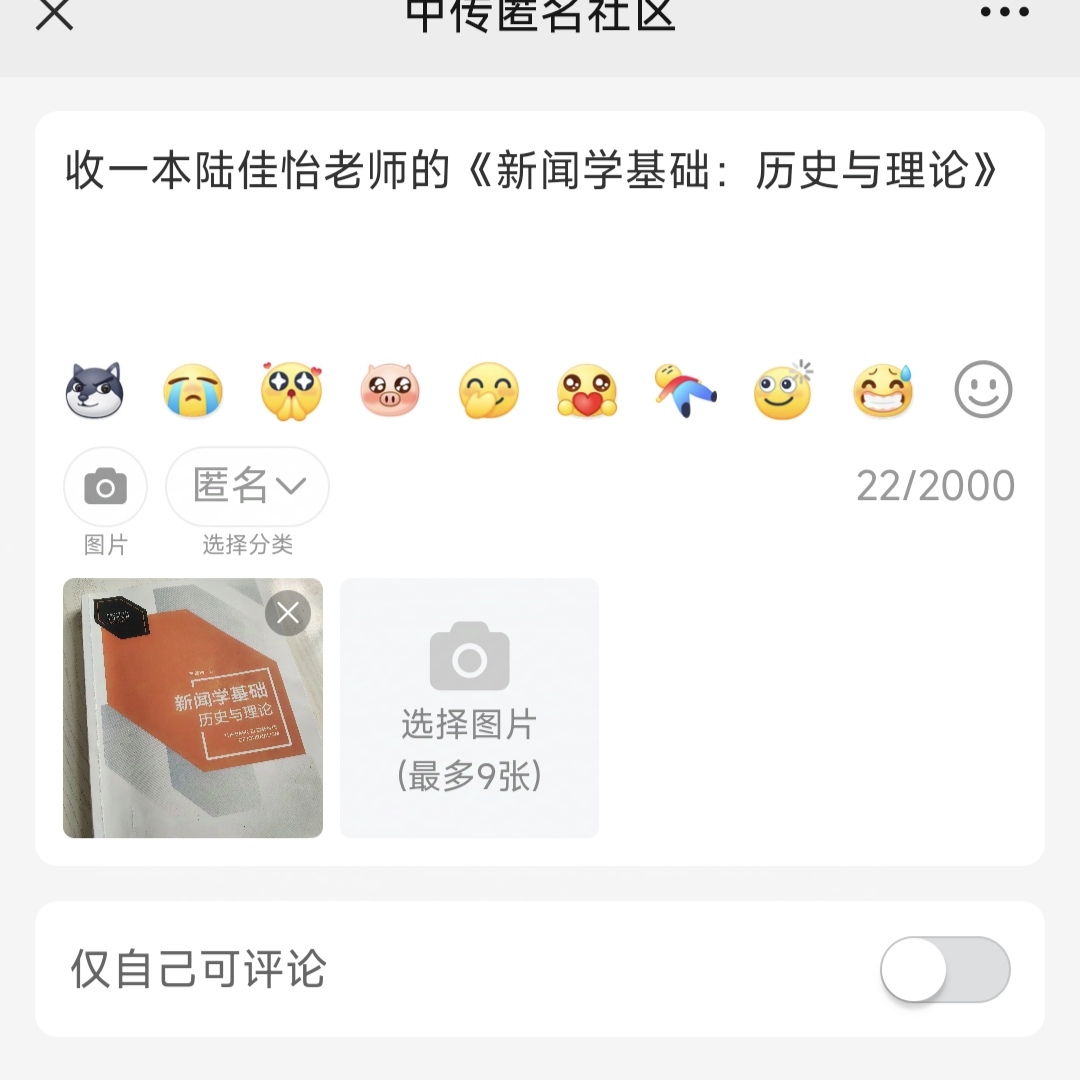 中传匿名社区
收一本陆佳怡老师的《新闻学基础：历史与理论》
匿名
22/2000
图片
选择分类
新闻学基础
历史与理论
选择图片
(最多9张)
仅自己可评论